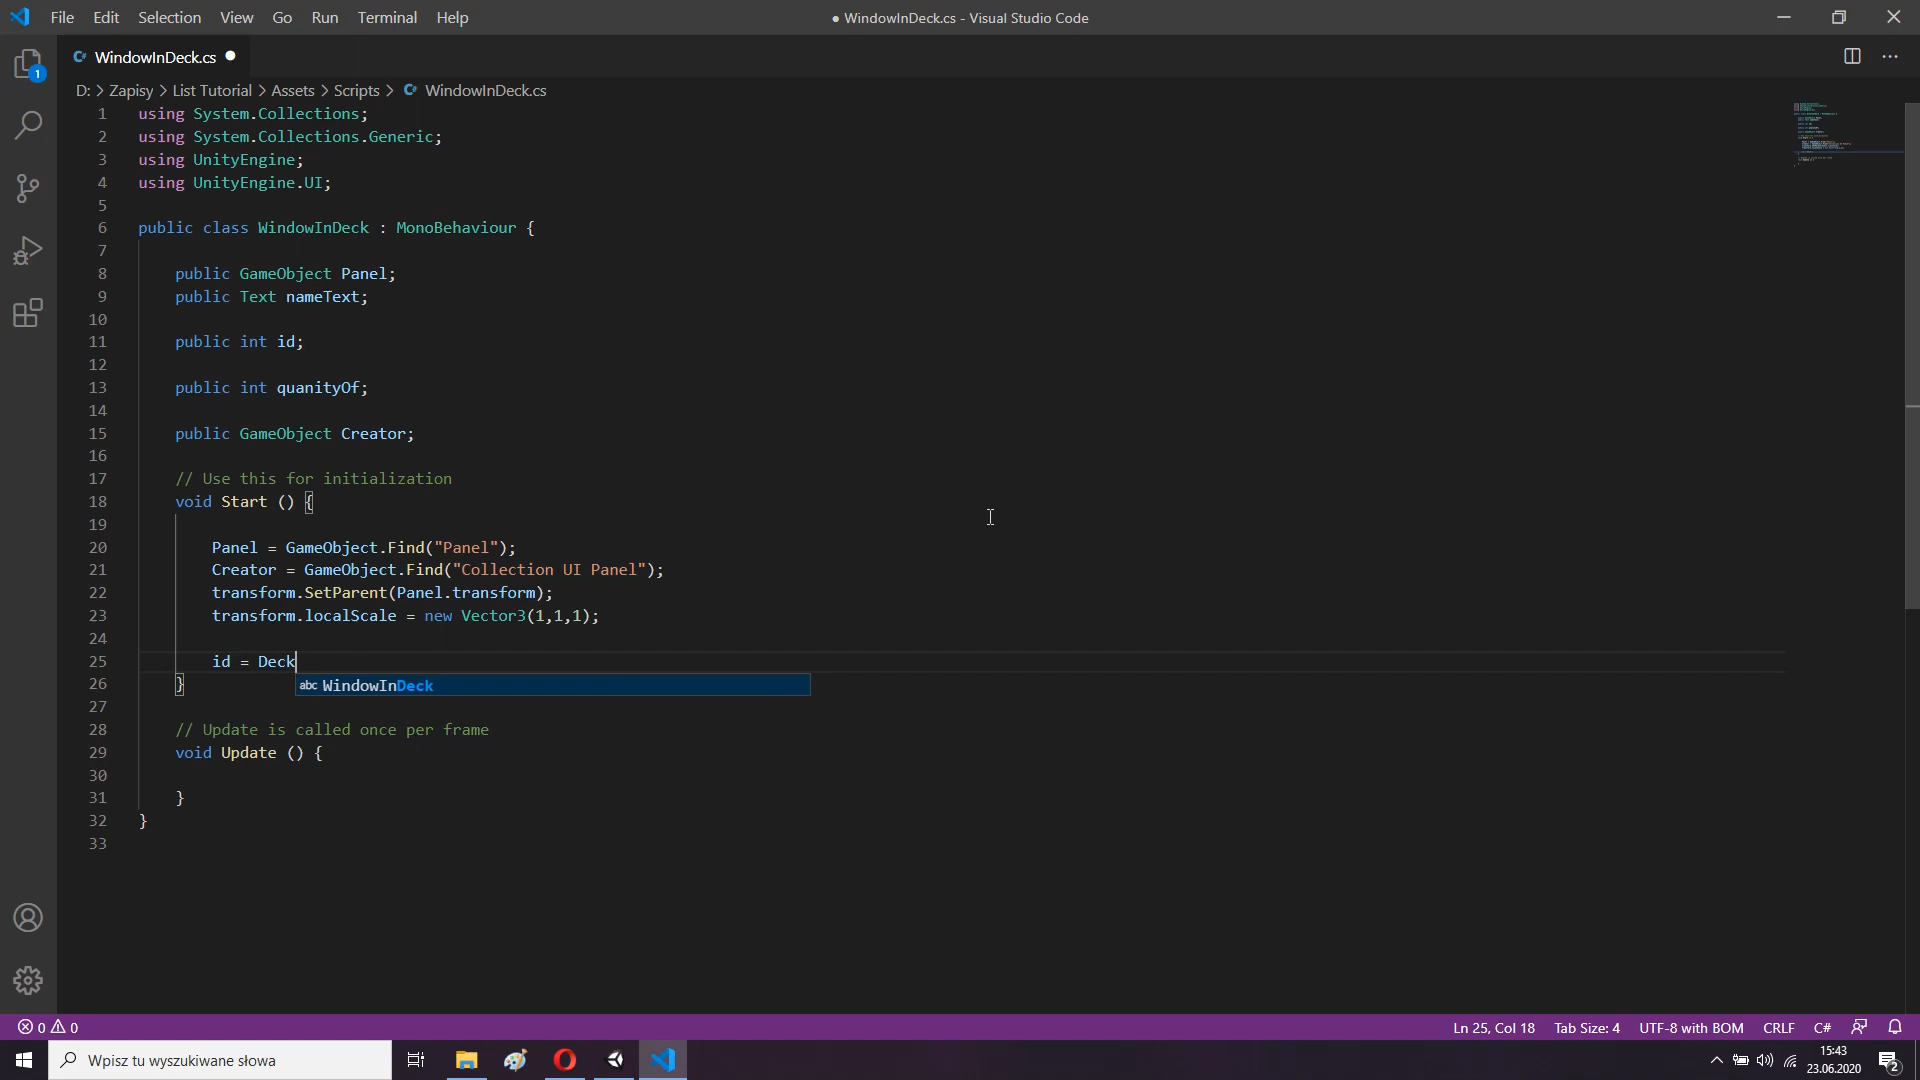 File Edit Selection View Go Run Terminal Help
● WindowInDeck.cs - Visual Studio Code
WindowInDeck.cs ●
D: > Zapisy > List Tutorial > Assets > Scripts > WindowInDeck.cs
1 using System.Collections;
2 using System.Collections.Generic;
3 using UnityEngine;
4 using UnityEngine.UI;
5
6 public class WindowInDeck : MonoBehaviour {
7
8 public GameObject Panel;
9 public Text nameText;
10
11 public int id;
12
13 public int quanityOf;
14
15 public GameObject Creator;
16
17 // Use this for initialization
18 void Start () {
19
20 Panel = GameObject.Find("Panel");
21 Creator = GameObject.Find("Collection UI Panel");
22 transform.SetParent(Panel.transform);
23 transform.localScale = new Vector3(1,1,1);
24
25 id = Deck
26 }
abc WindowInDeck
27
28 // Update is called once per frame
29 void Update () {
30
31 }
32 }
33
1
0 0
Ln 25, Col 18 Tab Size: 4 UTF-8 with BOM CRLF C#
Wpisz tu wyszukiwane słowa
15:43
23.06.2020
2